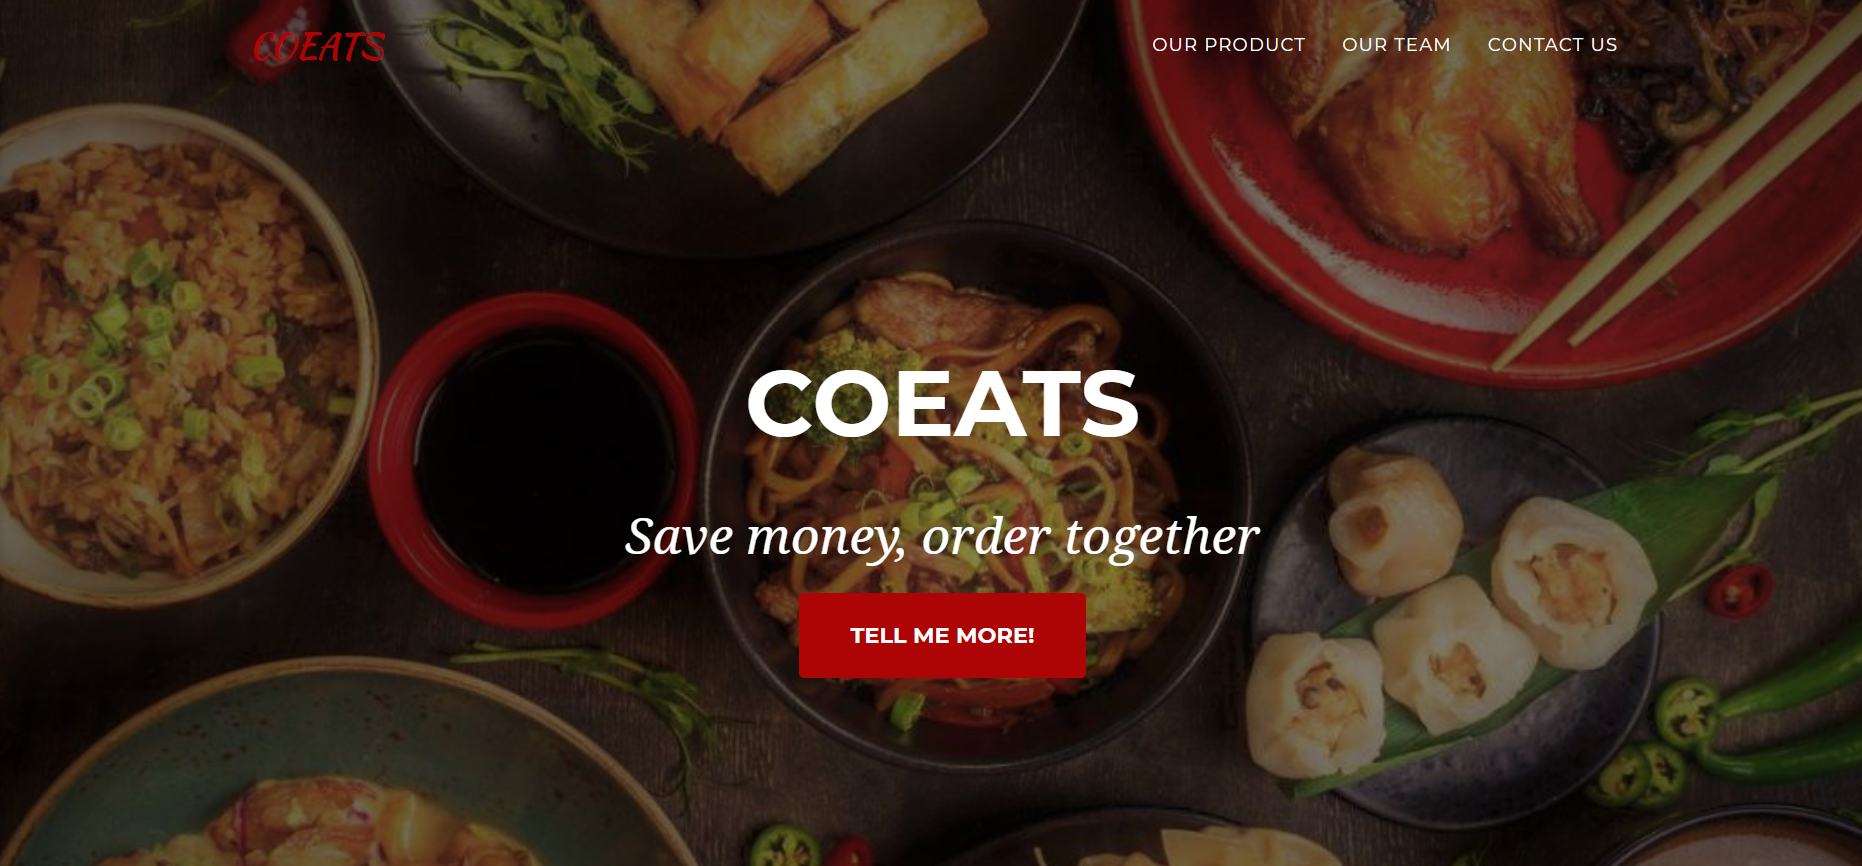 COEATS
OUR PRODUCT OUR TEAM CONTACT US
COEATS
Save money, order together
TELL ME MORE!